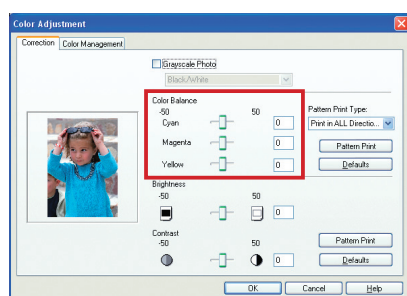 Color Adjustment
Correction Color Management
Grayscale Photo
Black/White
Color Balance
-50 50
Cyan 0
Magenta 0
Yellow 0
Pattern Print Type:
Print in ALL Directio...
Pattern Print
Defaults
Brightness
-50 50
0
Contrast
-50 50
0
Pattern Print
Defaults
OK Cancel Help